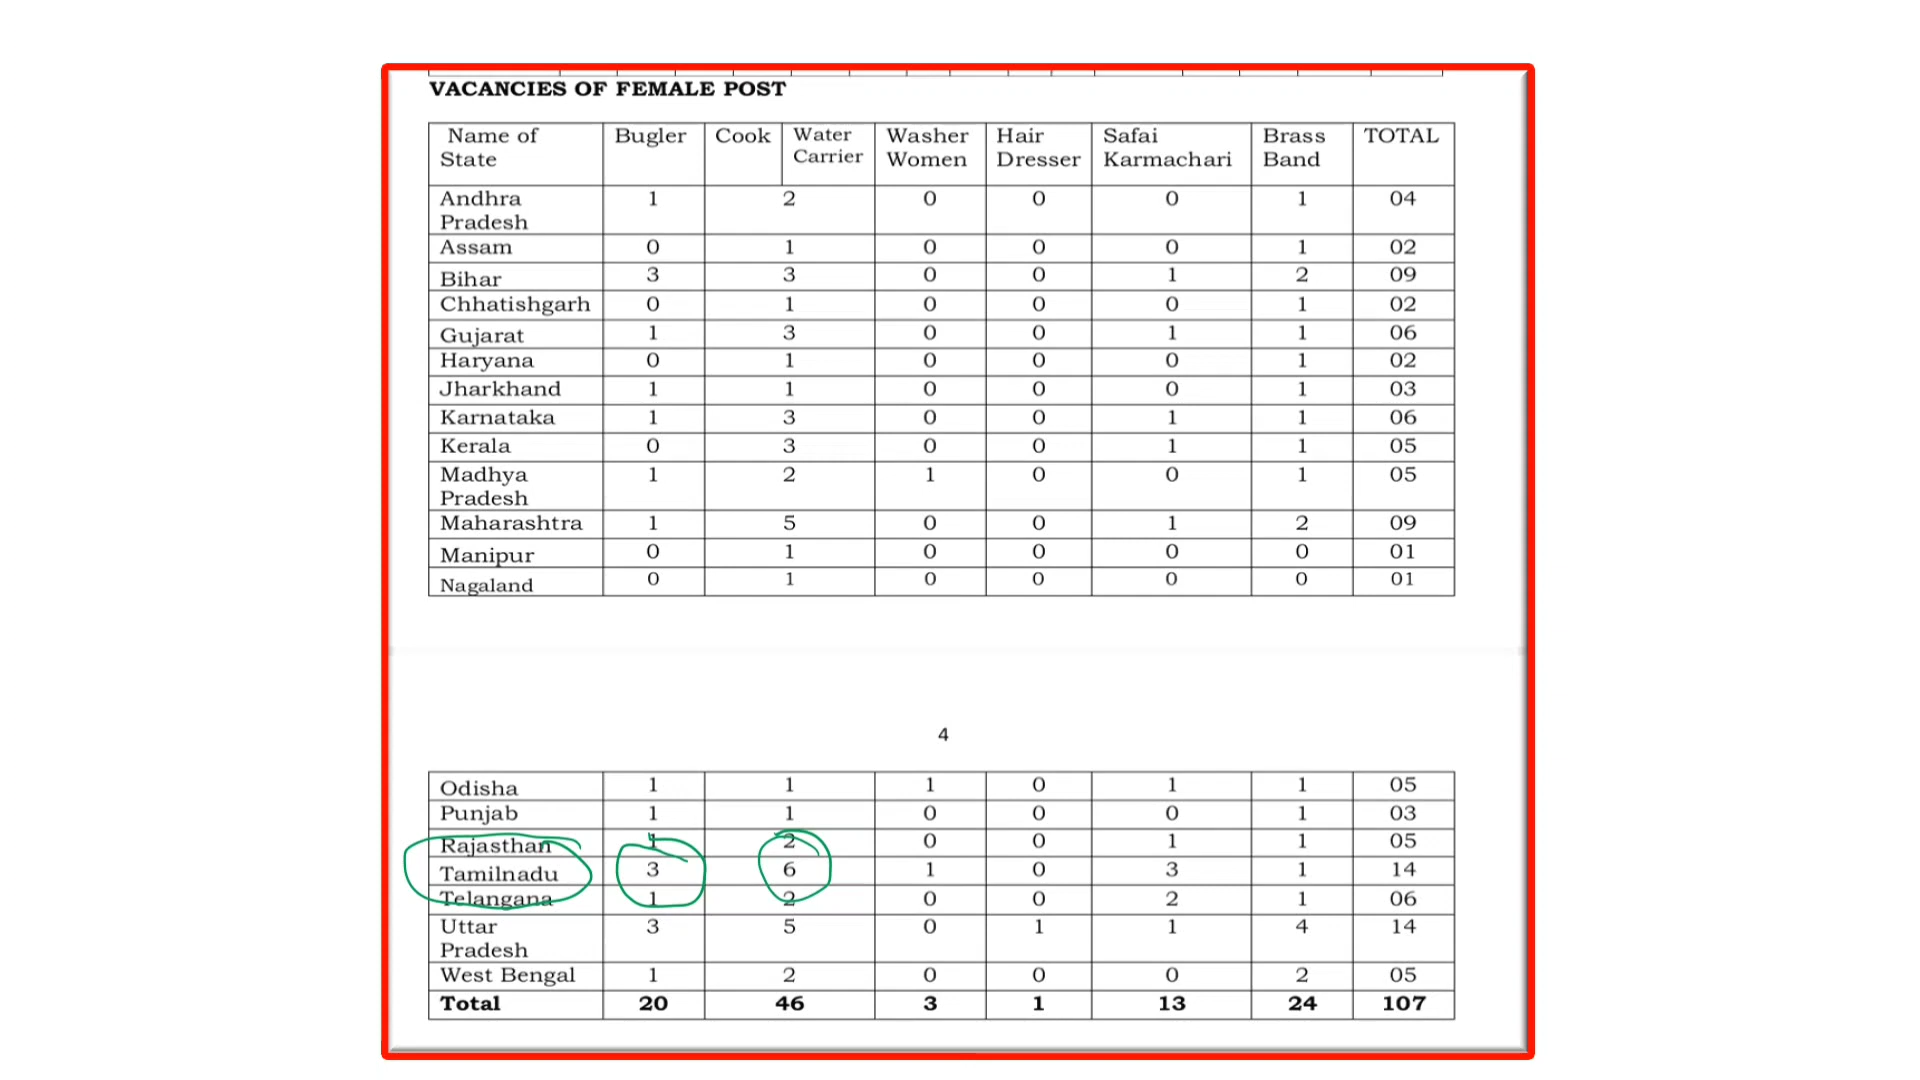 VACANCIES OF FEMALE POST
Name of State Bugler Cook Water Carrier Washer Women Hair Dresser Safai Karmachari Brass Band TOTAL
Andhra Pradesh 1 2 0 0 0 1 04
Assam 0 1 0 0 0 1 02
Bihar 3 3 0 0 1 2 09
Chhatishgarh 0 1 0 0 0 1 02
Gujarat 1 3 0 0 1 1 06
Haryana 0 1 0 0 0 1 02
Jharkhand 1 1 0 0 0 1 03
Karnataka 1 3 0 0 1 1 06
Kerala 0 3 0 0 1 1 05
Madhya Pradesh 1 2 1 0 0 1 05
Maharashtra 1 5 0 0 1 2 09
Manipur 0 1 0 0 0 0 01
Nagaland 0 1 0 0 0 0 01
4
Odisha 1 1 1 0 1 1 05
Punjab 1 1 0 0 0 1 03
Rajasthan 1 2 0 0 1 1 05
Tamilnadu 3 6 1 0 3 1 14
Telangana 1 2 0 0 2 1 06
Uttar Pradesh 3 5 0 1 1 4 14
West Bengal 1 2 0 0 0 2 05
Total 20 46 3 1 13 24 107